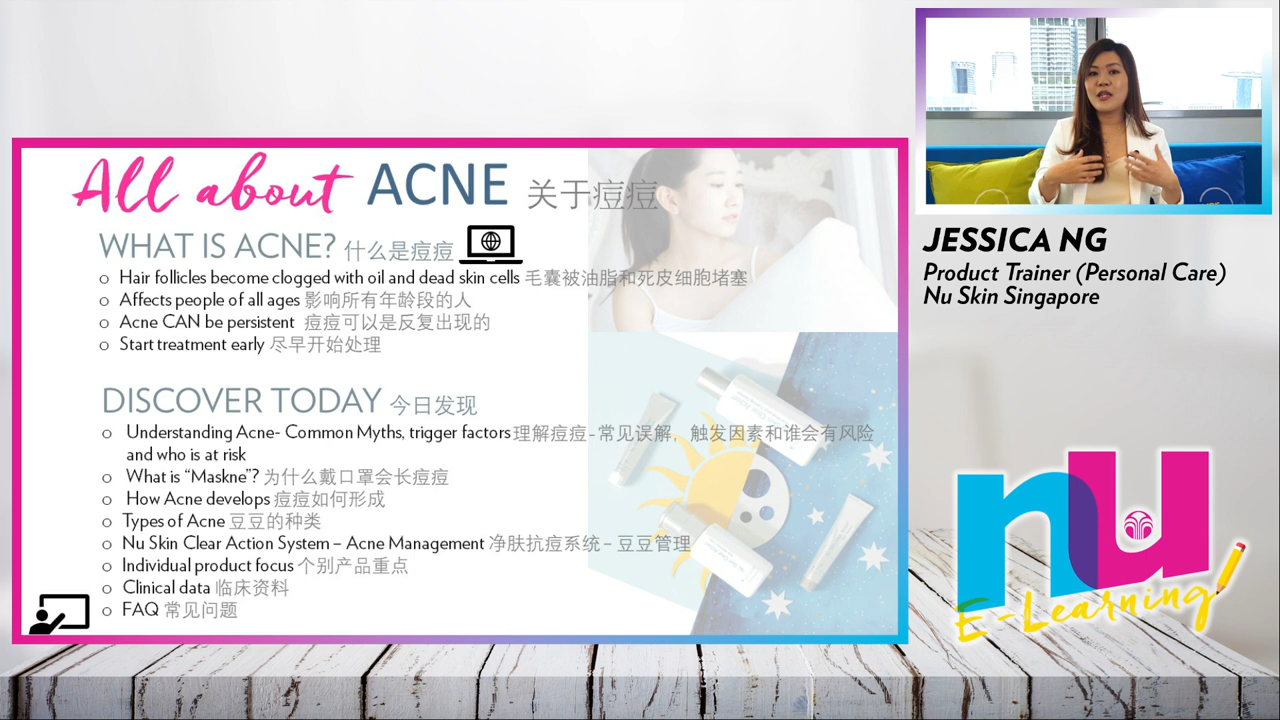 All about ACNE 关于痘痘
WHAT IS ACNE? 什么是痘痘
o Hair follicles become clogged with oil and dead skin cells 毛囊被油脂和死皮细胞堵塞
o Affects people of all ages 影响所有年龄段的人
o Acne CAN be persistent 痘痘可以是反复出现的
o Start treatment early 尽早开始处理
DISCOVER TODAY 今日发现
o Understanding Acne- Common Myths, trigger factors 理解痘痘-常见误解, 触发因素和谁会有风险
and who is at risk
o What is “Maskne”? 为什么戴口罩会长痘痘
o How Acne develops 痘痘如何形成
o Types of Acne 豆豆的种类
o Nu Skin Clear Action System – Acne Management 净肤抗痘系统– 豆豆管理
o Individual product focus 个别产品重点
o Clinical data 临床资料
o FAQ 常见问题
JESSICA NG
Product Trainer (Personal Care)
Nu Skin Singapore
nu
E-Learning!